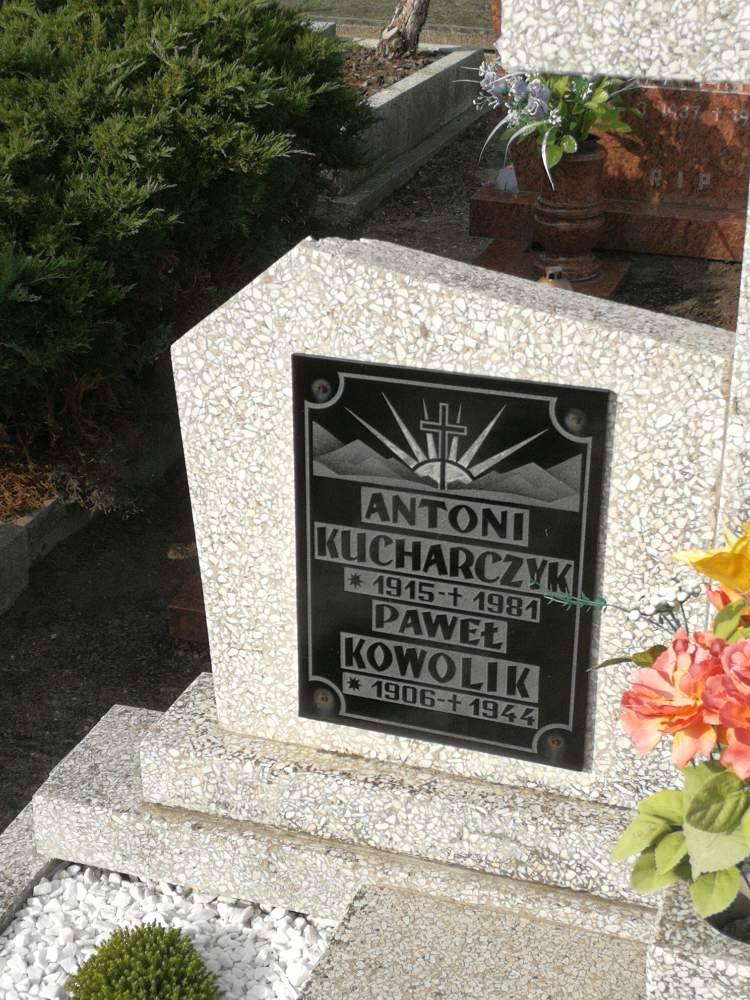 ANTONI
KUCHARCZYK
* 1915 - † 1981
PAWEŁ
KOWOLIK
* 1906 - † 1944
R I P